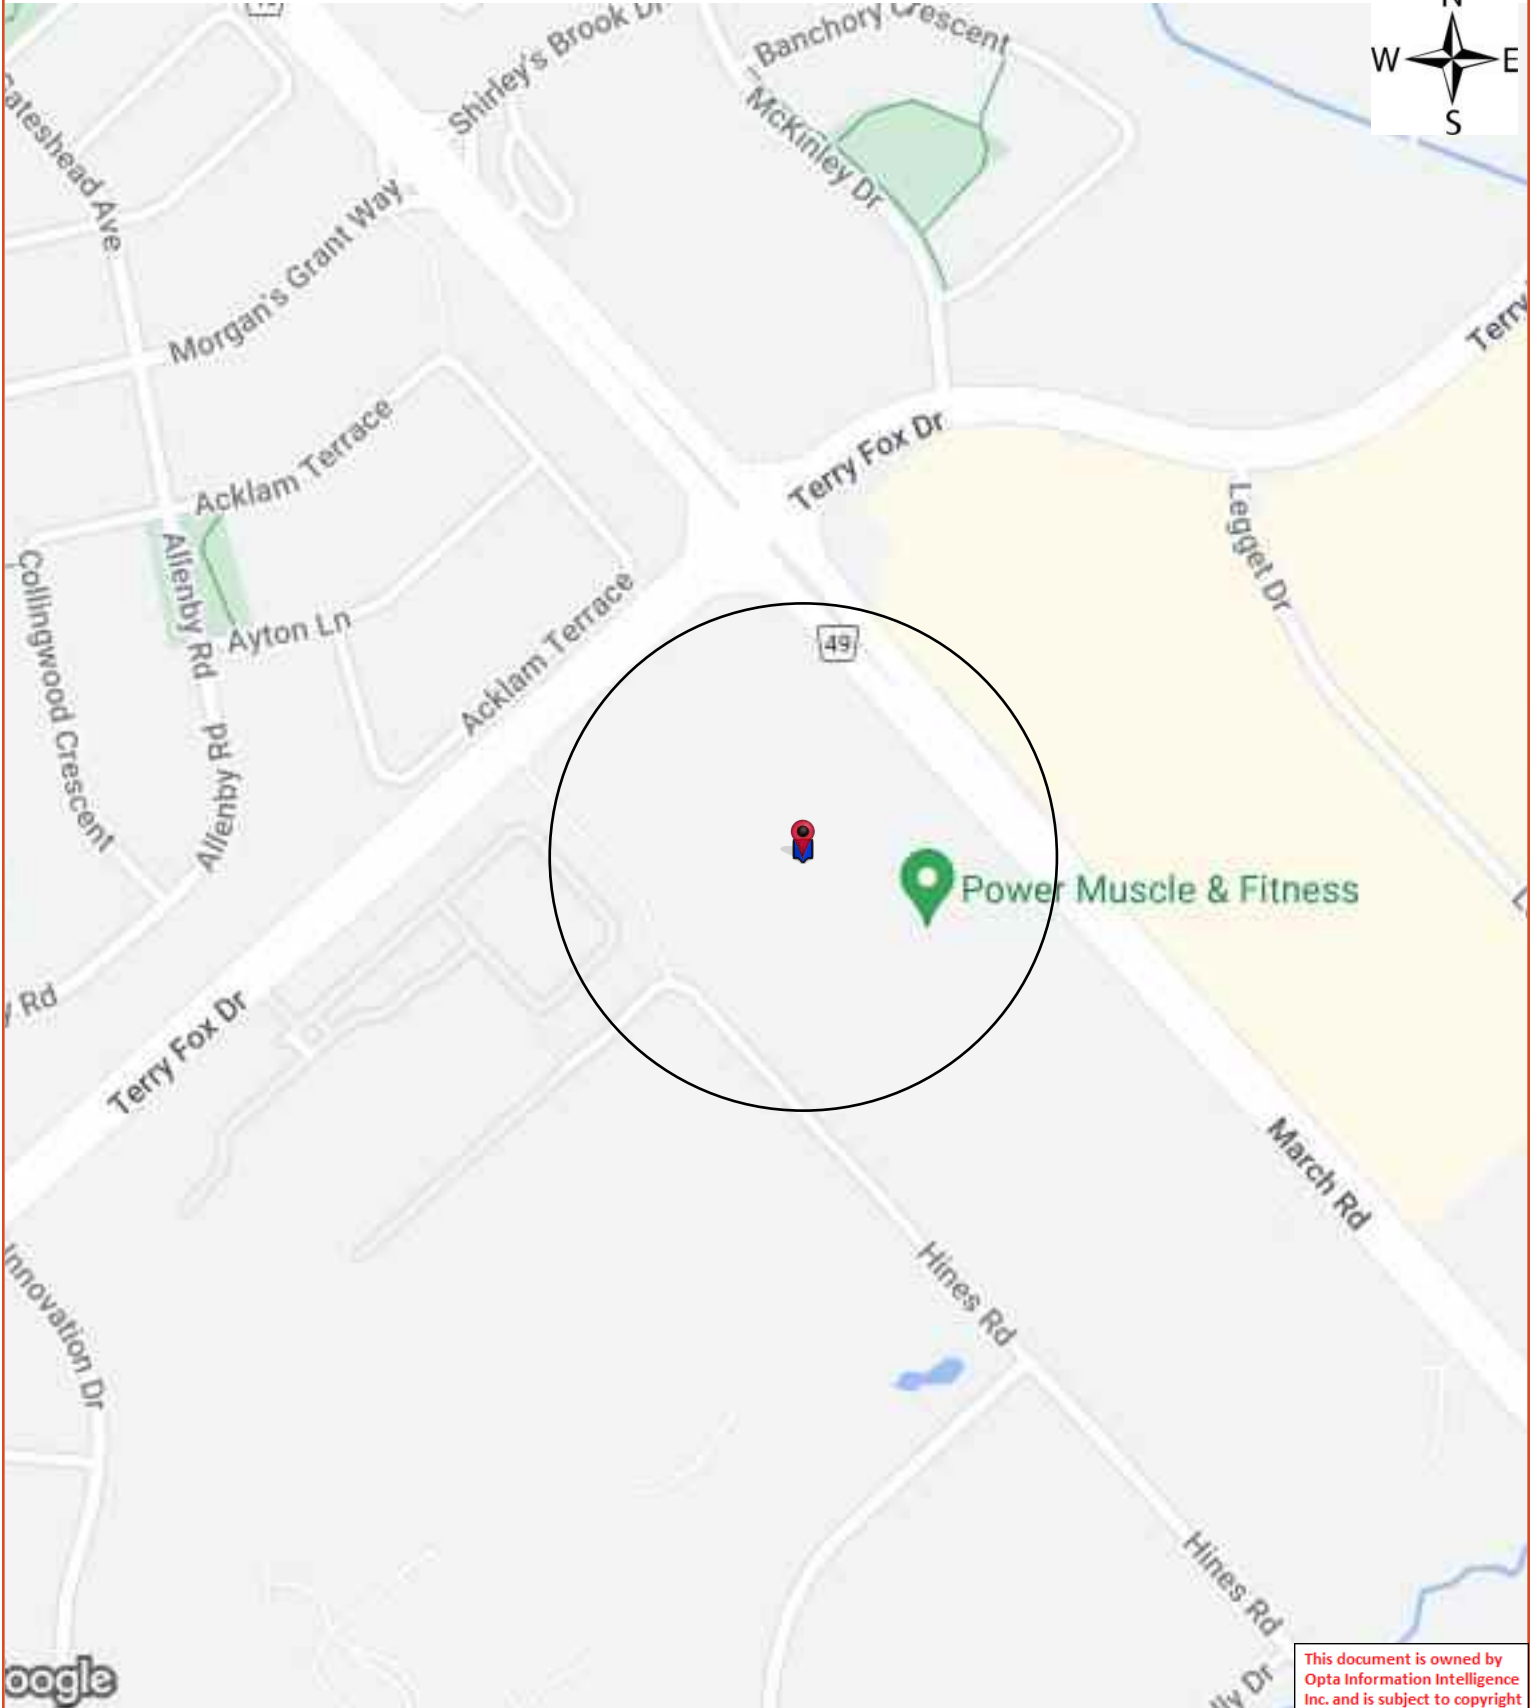 N
W E
S
Shirley's Brook Dr
Banchory Crescent
McKinley Dr
Gateshead Ave
Morgan's Grant Way
Terry
Acklam Terrace
Terry Fox Dr
Legget Dr
Allenby Rd
Collingwood Crescent
Ayton Ln
Acklam Terrace
49
Allenby Rd
Power Muscle & Fitness
y Rd
Terry Fox Dr
March Rd
Hines Rd
Innovation Dr
Hines Rd
lly Dr
oogle
This document is owned by
Opta Information Intelligence
Inc. and is subject to copyright